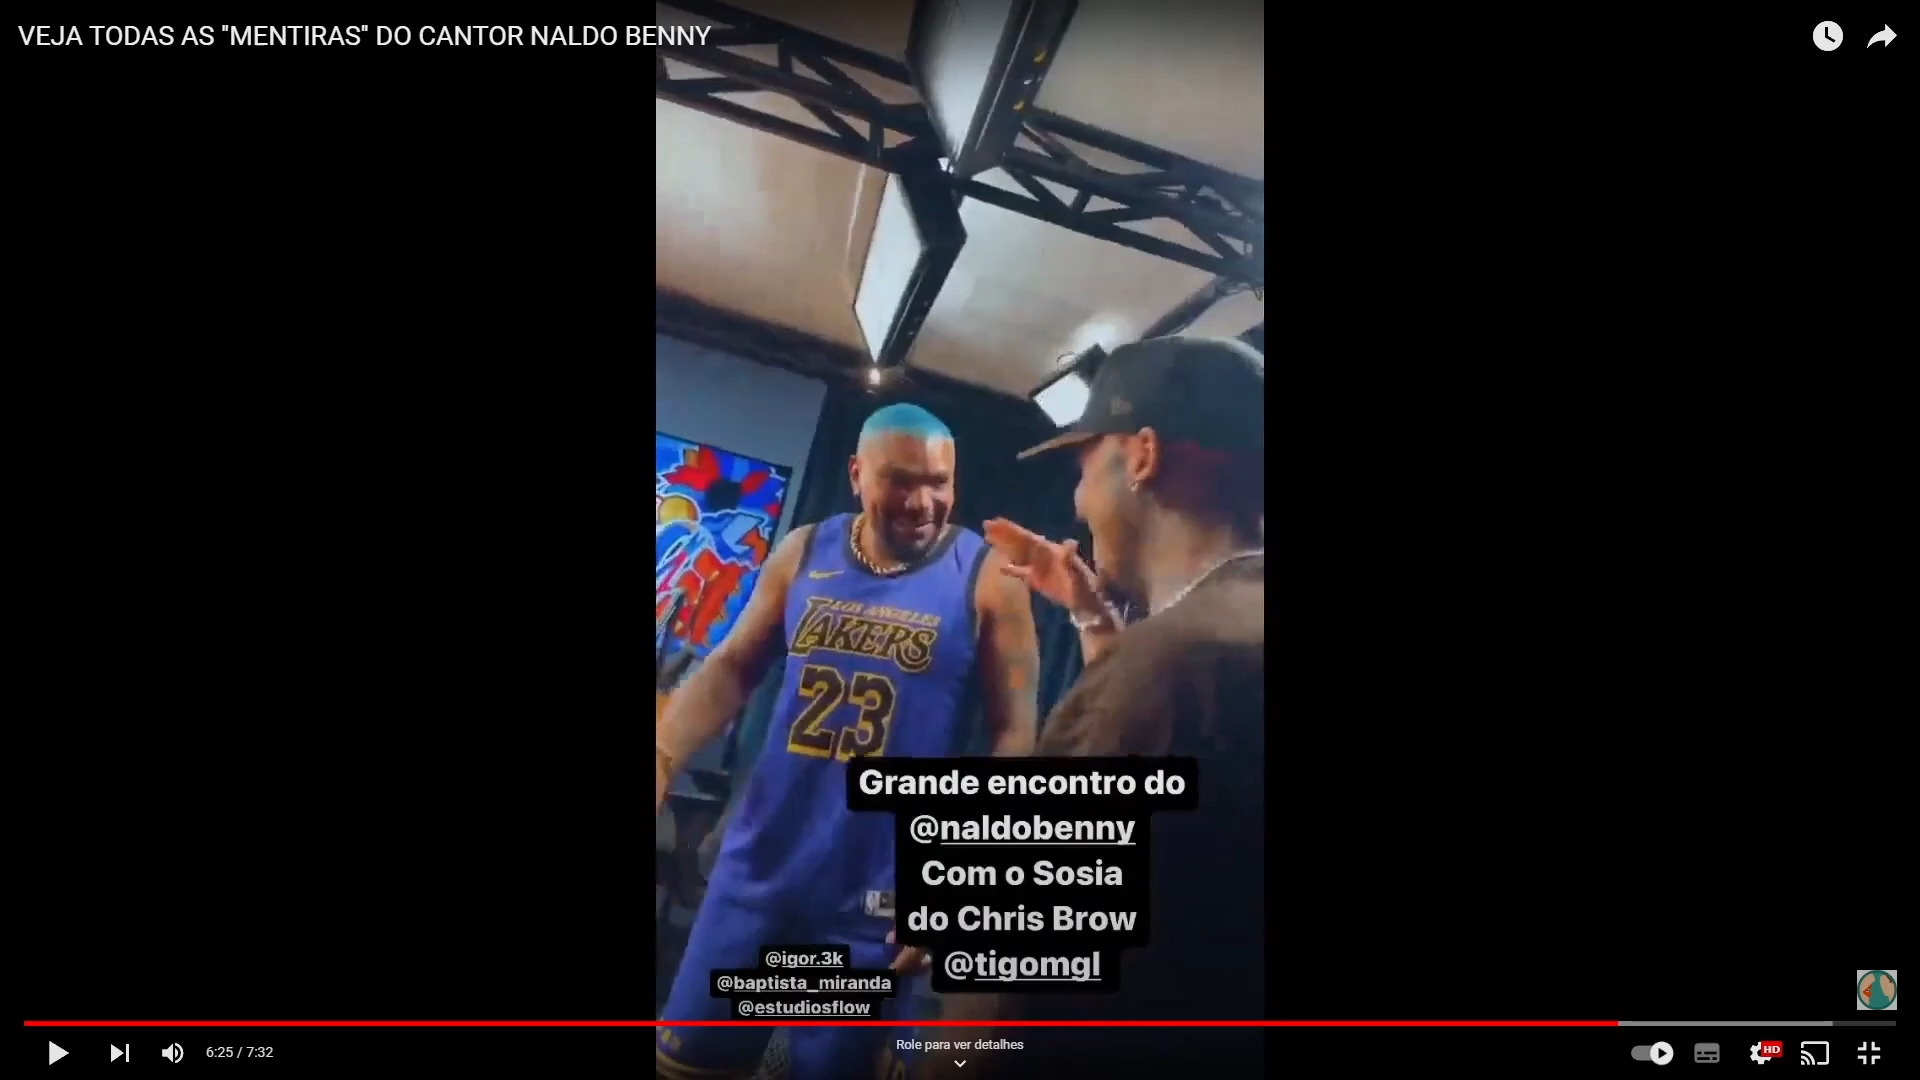 VEJA TODAS AS "MENTIRAS" DO CANTOR NALDO BENNY
LOS ANGELES
LAKERS
23
Grande encontro do
@naldobenny
Com o Sosia
do Chris Brow
@tigomgl
@igor.3k
@baptista_miranda
@estudiosflow
6:25 / 7:32
Role para ver detalhes
HD